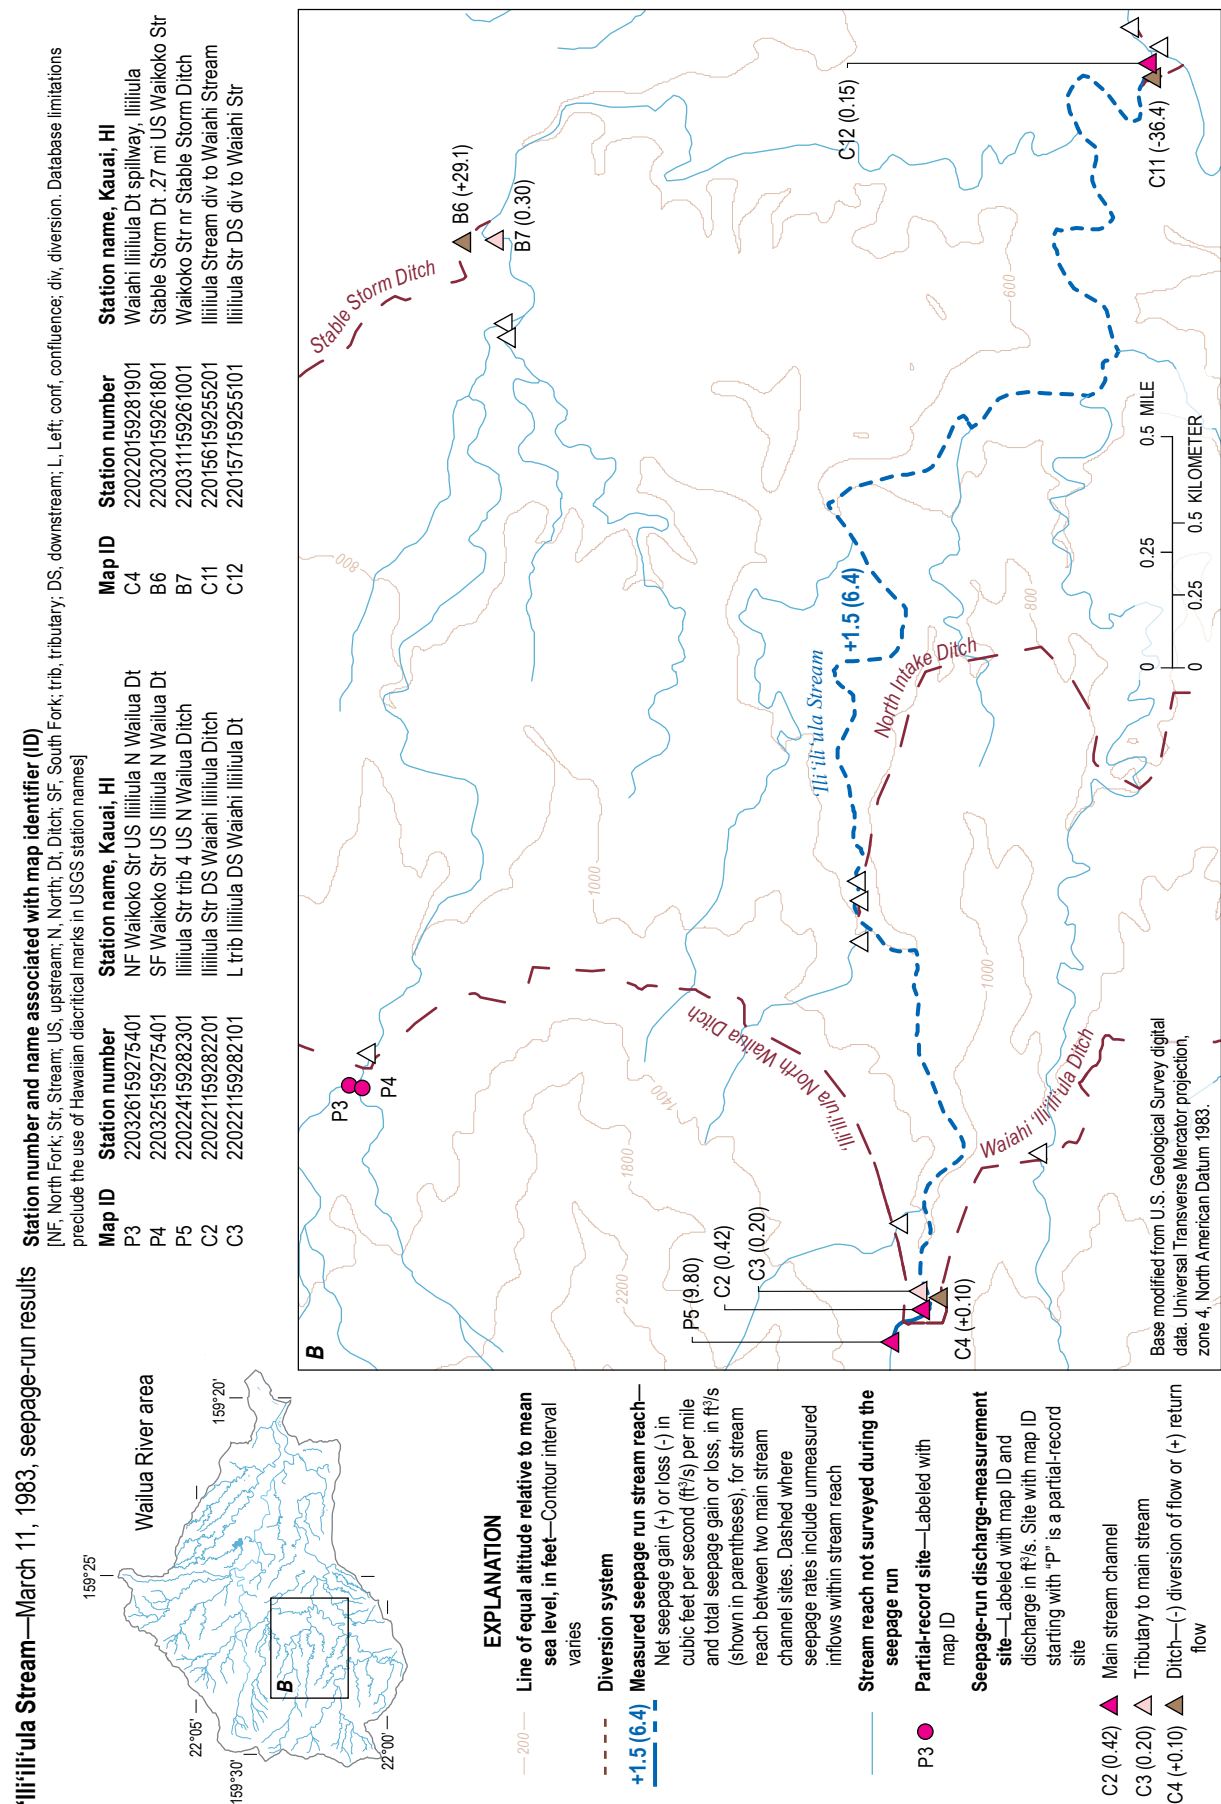 ʻIliʻiliʻula Stream—March 11, 1983, seepage-run results
Station number and name associated with map identifier (ID)
[NF, North Fork; Str, Stream; US, upstream; N, North; Dt, Ditch; SF, South Fork; trib, tributary; DS, downstream; L, Left; conf, confluence; div, diversion. Database limitations
preclude the use of Hawaiian diacritical marks in USGS station names]
Map ID Station number Station name, Kauai, HI
P3 220326159275401 NF Waikoko Str US Iliiliula N Wailua Dt
P4 220325159275401 SF Waikoko Str US Iliiliula N Wailua Dt
P5 220224159282301 Iliiliula Str trib 4 US N Wailua Ditch
C2 220221159282201 Iliiliula Str DS Waiahi Iliiliula Ditch
C3 220221159282101 L trib Iliiliula DS Waiahi Iliiliula Dt
Map ID Station number Station name, Kauai, HI
C4 220220159281901 Waiahi Iliiliula Dt spillway, Iliiliula
B6 220320159261801 Stable Storm Dt .27 mi US Waikoko Str
B7 220311159261001 Waikoko Str nr Stable Storm Ditch
C11 220156159255201 Iliiliula Stream div to Waiahi Stream
C12 220157159255101 Iliiliula Str DS div to Waiahi Str
Wailua River area
159°30'
159°25'
159°20'
22°05'
22°00'
B
EXPLANATION
200
Line of equal altitude relative to mean
sea level, in feet—Contour interval
varies
Diversion system
+1.5 (6.4)
Measured seepage run stream reach—
Net seepage gain (+) or loss (-) in
cubic feet per second (ft³/s) per mile
and total seepage gain or loss, in ft³/s
(shown in parentheses), for stream
reach between two main stream
channel sites. Dashed where
seepage rates include unmeasured
inflows within stream reach
Stream reach not surveyed during the
seepage run
P3
Partial-record site—Labeled with
map ID
Seepage-run discharge-measurement
site—Labeled with map ID and
discharge in ft³/s. Site with map ID
starting with “P” is a partial-record
site
C2 (0.42) Main stream channel
C3 (0.20) Tributary to main stream
C4 (+0.10) Ditch—(-) diversion of flow or (+) return
flow
B
P3
P4
Stable Storm Ditch
B6 (+29.1)
B7 (0.30)
800
1000
1400
1800
2200
ʻIliʻiliʻula North Wailua Ditch
P5 (9.80)
C2 (0.42)
C3 (0.20)
C4 (+0.10)
ʻIliʻiliʻula Stream
+1.5 (6.4)
North Intake Ditch
600
C12 (0.15)
C11 (-36.4)
1000
800
Waiahi ʻIliʻiliʻula Ditch
0 0.25 0.5 MILE
0 0.25 0.5 KILOMETER
Base modified from U.S. Geological Survey digital
data. Universal Transverse Mercator projection,
zone 4, North American Datum 1983.